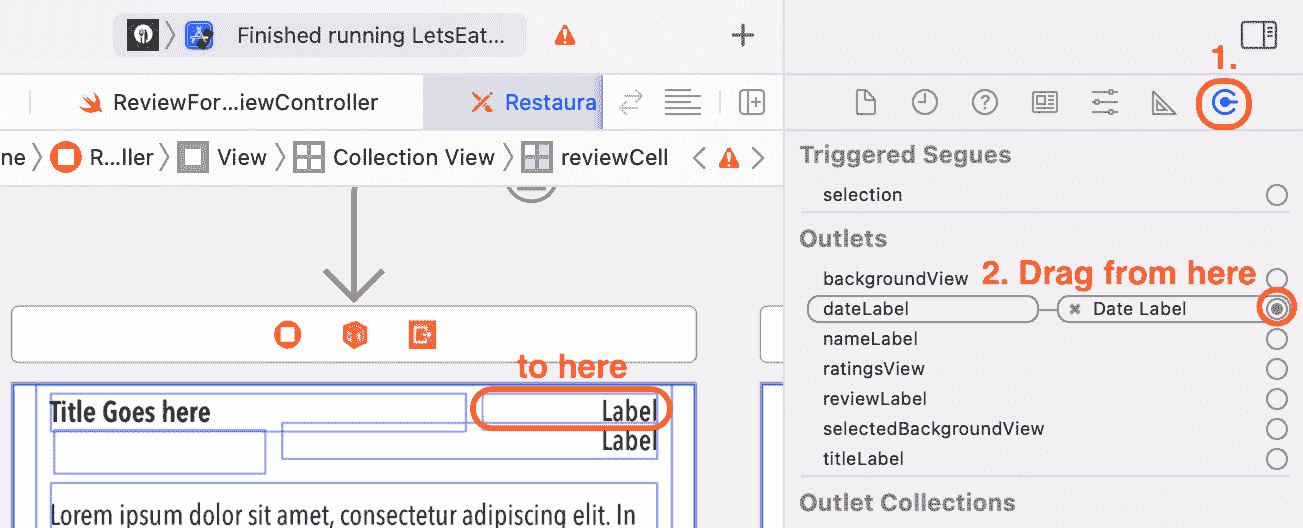 Finished running LetsEat...
1.
ReviewFor...iewController
Restaura
ne
R...ller
View
Collection View
reviewCell
Triggered Segues
selection
Outlets
backgroundView
2. Drag from here
dateLabel
Date Label
nameLabel
ratingsView
reviewLabel
selectedBackgroundView
titleLabel
Outlet Collections
to here
Title Goes here
Label
Label
Lorem ipsum dolor sit amet, consectetur adipiscing elit. In